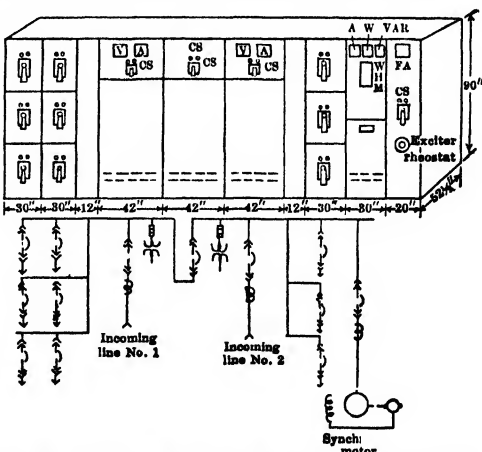 A W VAR
V A CS V A
CS CS
WHM FA
CS
90"
Exciter
rheostat
30" 30" 12" 42" 42" 42" 12" 30" 30" 20"
Incoming
line No. 1
Incoming
line No. 2
motor